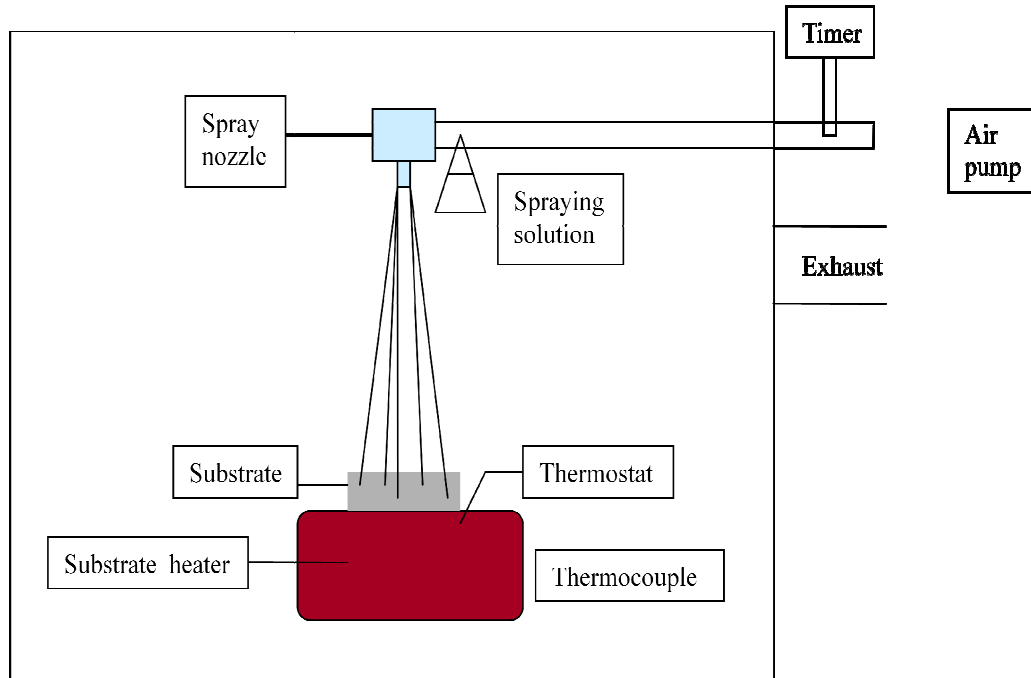 Timer
Spray
nozzle
Air
pump
Spraying
solution
Exhaust
Substrate
Thermostat
Substrate heater
Thermocouple